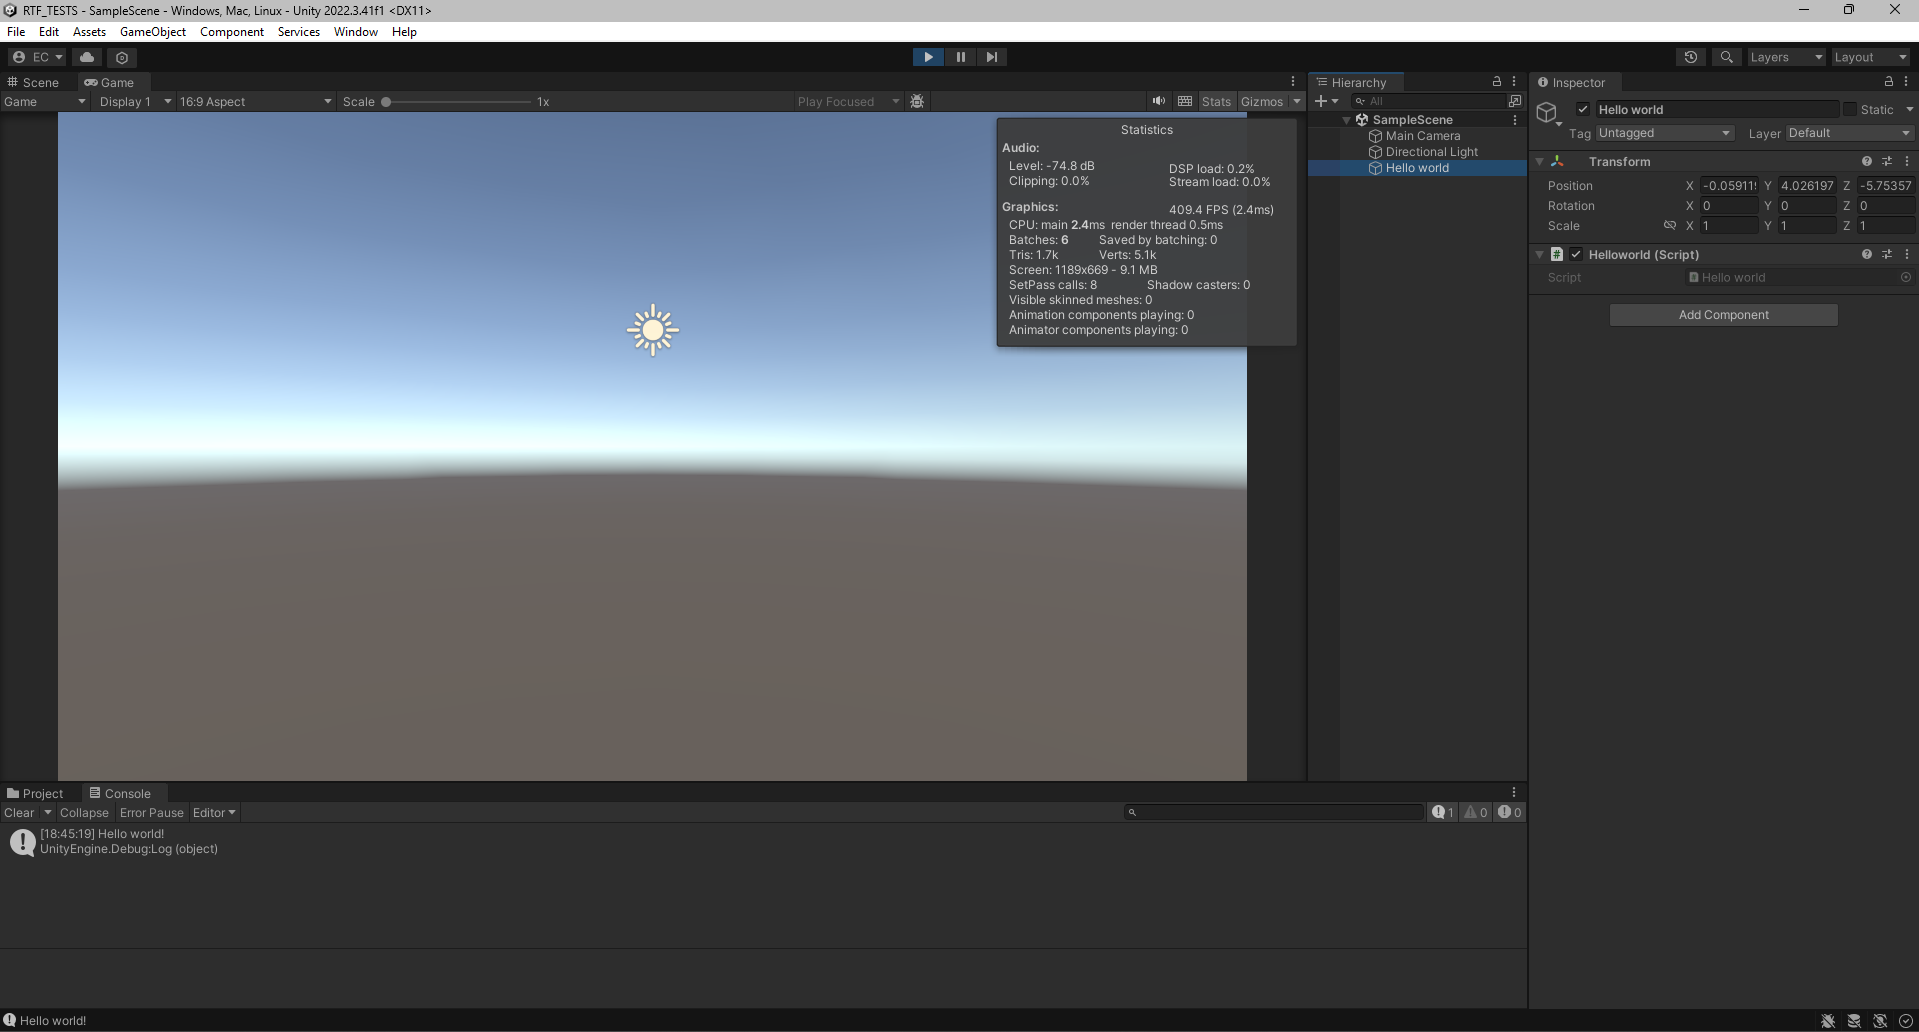 RTF_TESTS - SampleScene - Windows, Mac, Linux - Unity 2022.3.41f1 <DX11>
File Edit Assets GameObject Component Services Window Help
EC Layers Layout
Scene Game
Game Display 1 16:9 Aspect Scale 1x Play Focused Stats Gizmos
Statistics
Audio:
Level: -74.8 dB DSP load: 0.2%
Clipping: 0.0% Stream load: 0.0%
Graphics: 409.4 FPS (2.4ms)
CPU: main 2.4ms render thread 0.5ms
Batches: 6 Saved by batching: 0
Tris: 1.7k Verts: 5.1k
Screen: 1189x669 - 9.1 MB
SetPass calls: 8 Shadow casters: 0
Visible skinned meshes: 0
Animation components playing: 0
Animator components playing: 0
Hierarchy
All
SampleScene
Main Camera
Directional Light
Hello world
Inspector
Hello world Static
Tag Untagged Layer Default
Transform
Position X -0.05911 Y 4.026197 Z -5.75357
Rotation X 0 Y 0 Z 0
Scale X 1 Y 1 Z 1
# Helloworld (Script)
Script Hello world
Add Component
Project Console
Clear Collapse Error Pause Editor 1 0 0
[18:45:19] Hello world!
UnityEngine.Debug:Log (object)
Hello world!